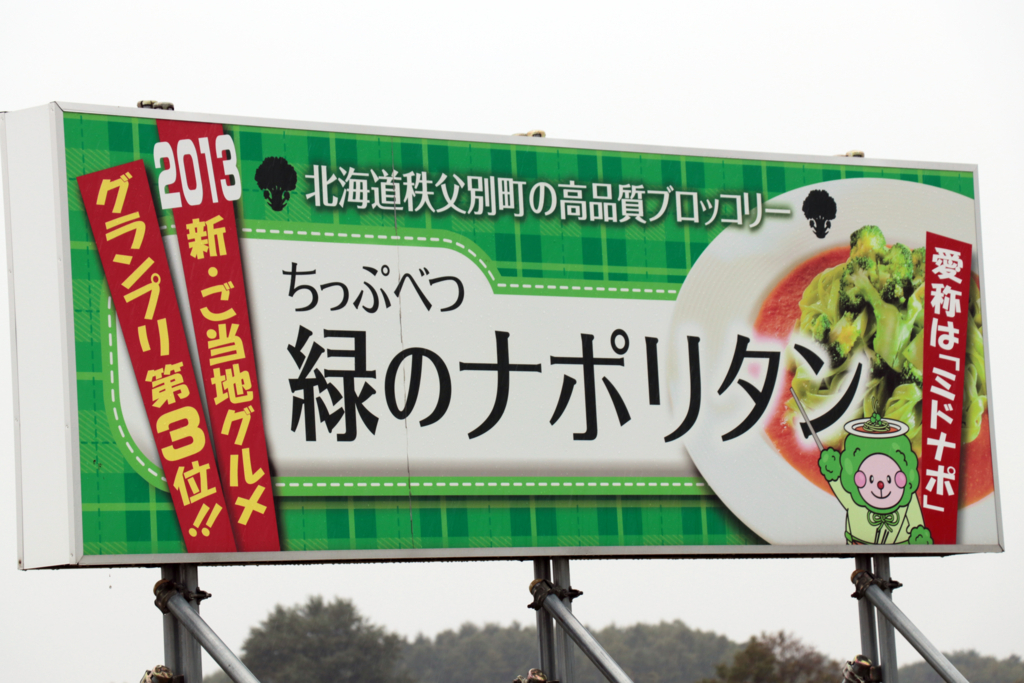 2013
新・ご当地グルメ
グランプリ第3位!!
北海道秩父別町の高品質ブロッコリー
ちっぷべつ
緑のナポリタン
愛称は「ミドナポ」